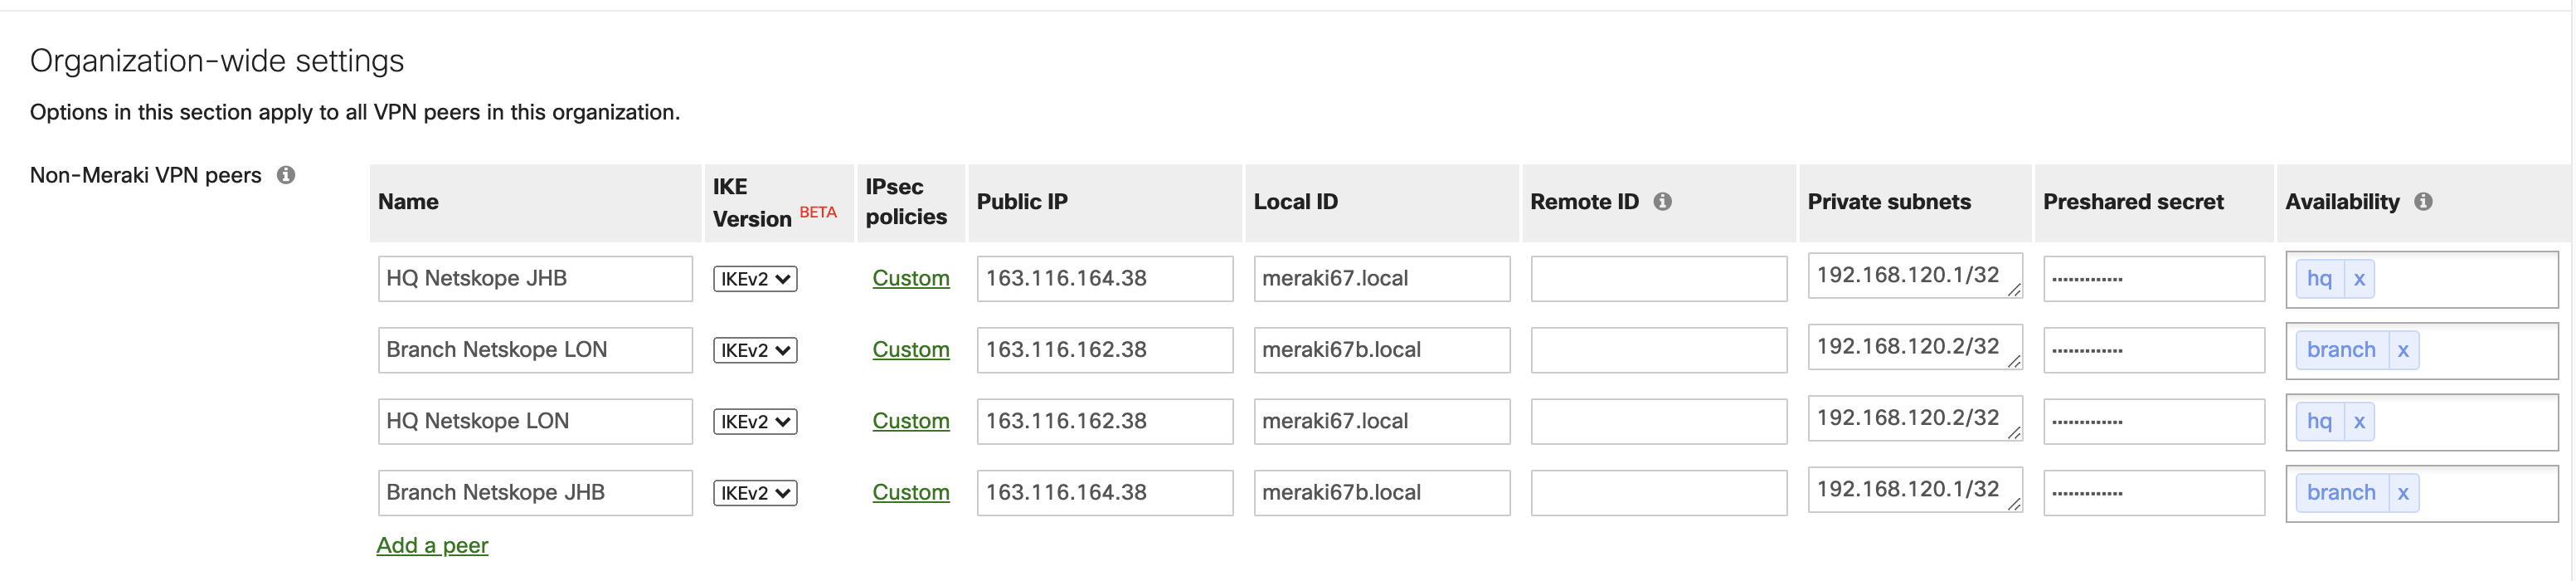 Organization-wide settings
Options in this section apply to all VPN peers in this organization.
Non-Meraki VPN peers
Name IKE Version BETA IPsec policies Public IP Local ID Remote ID Private subnets Preshared secret Availability
HQ Netskope JHB IKEv2 Custom 163.116.164.38 meraki67.local 192.168.120.1/32 ············· hq x
Branch Netskope LON IKEv2 Custom 163.116.162.38 meraki67b.local 192.168.120.2/32 ············· branch x
HQ Netskope LON IKEv2 Custom 163.116.162.38 meraki67.local 192.168.120.2/32 ············· hq x
Branch Netskope JHB IKEv2 Custom 163.116.164.38 meraki67b.local 192.168.120.1/32 ············· branch x
Add a peer